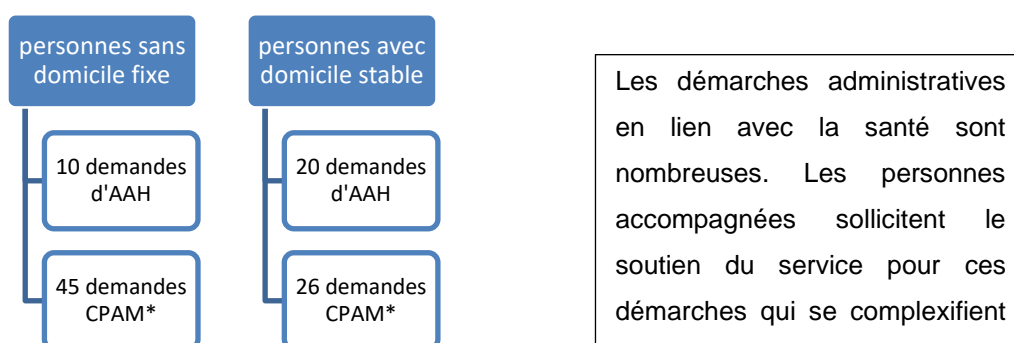 personnes sans
domicile fixe
10 demandes
d'AAH
45 demandes
CPAM*
personnes avec
domicile stable
20 demandes
d'AAH
26 demandes
CPAM*
Les démarches administratives
en lien avec la santé sont
nombreuses. Les personnes
accompagnées sollicitent le
soutien du service pour ces
démarches qui se complexifient